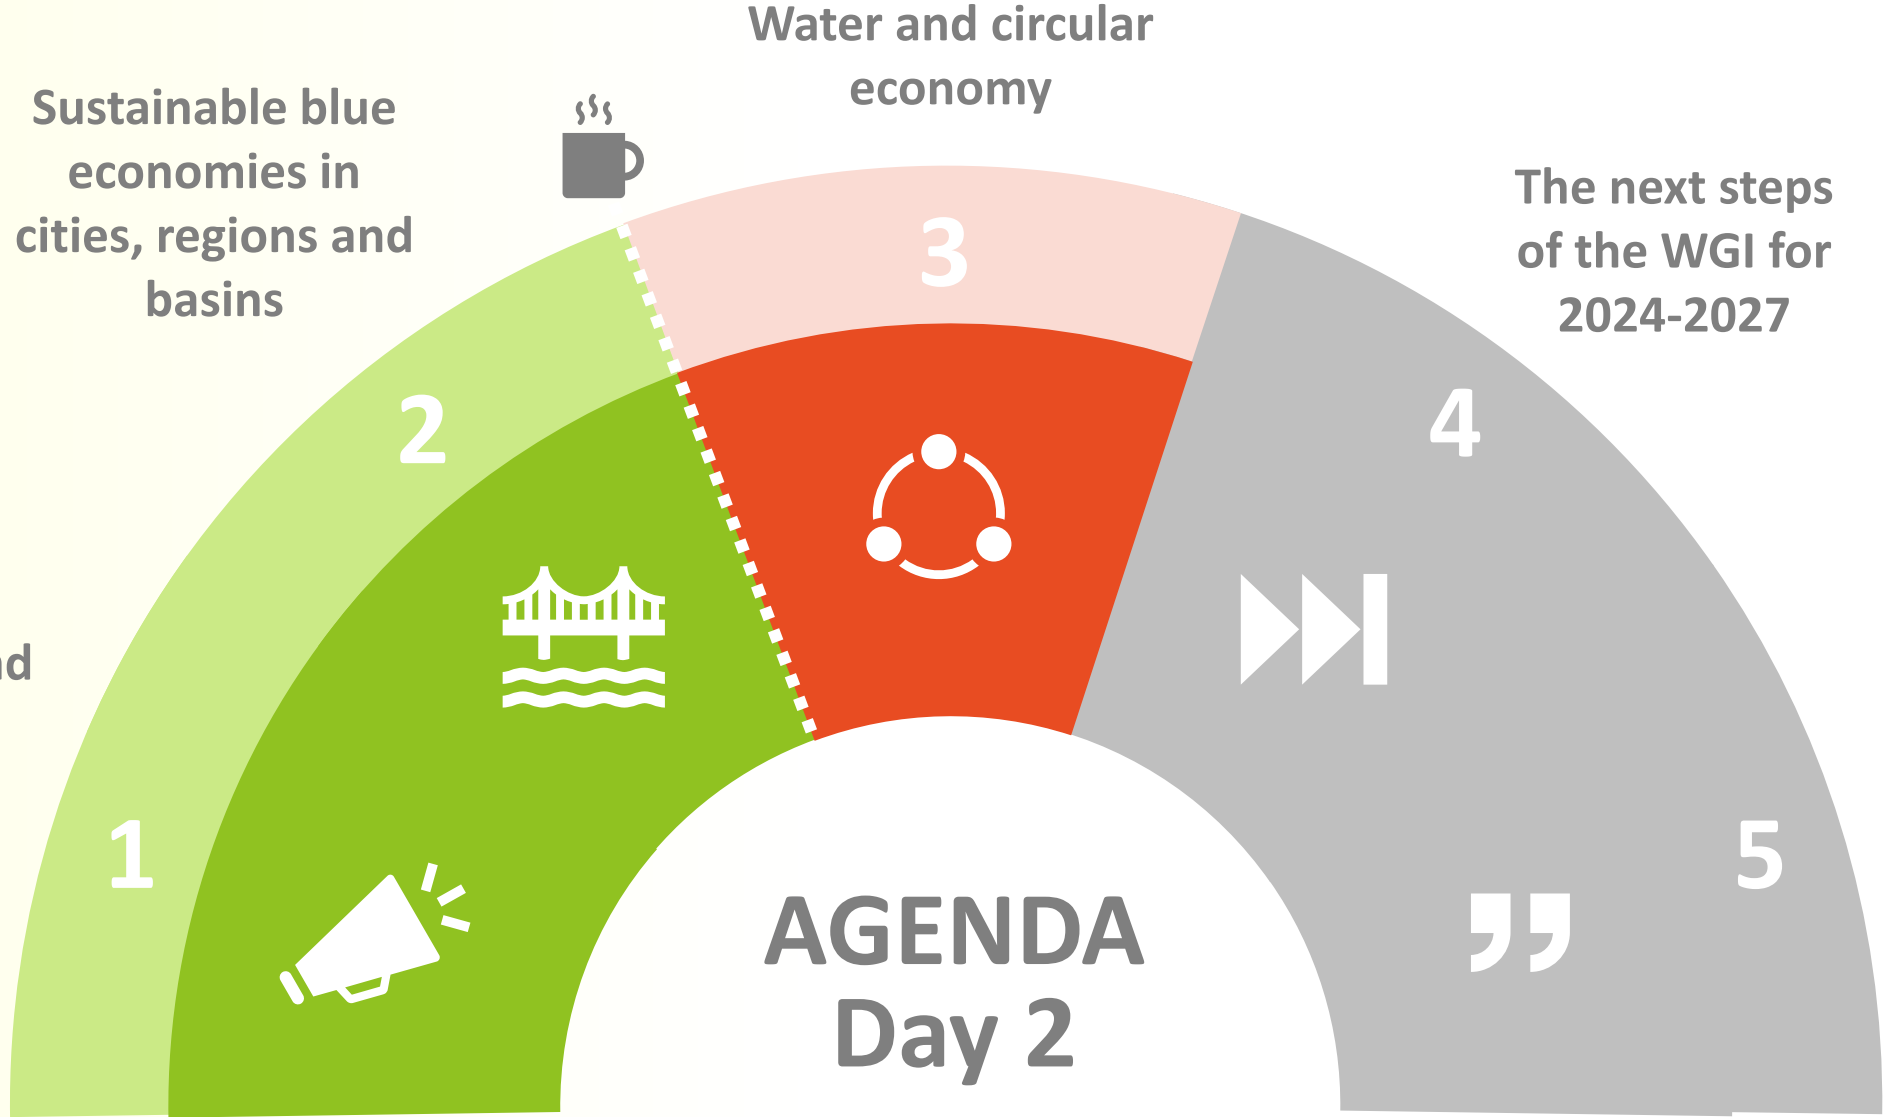 Water and circular
economy
Sustainable blue
economies in
cities, regions and
basins
The next steps
of the WGI for
2024-2027
3
2
4
1
5
AGENDA
Day 2